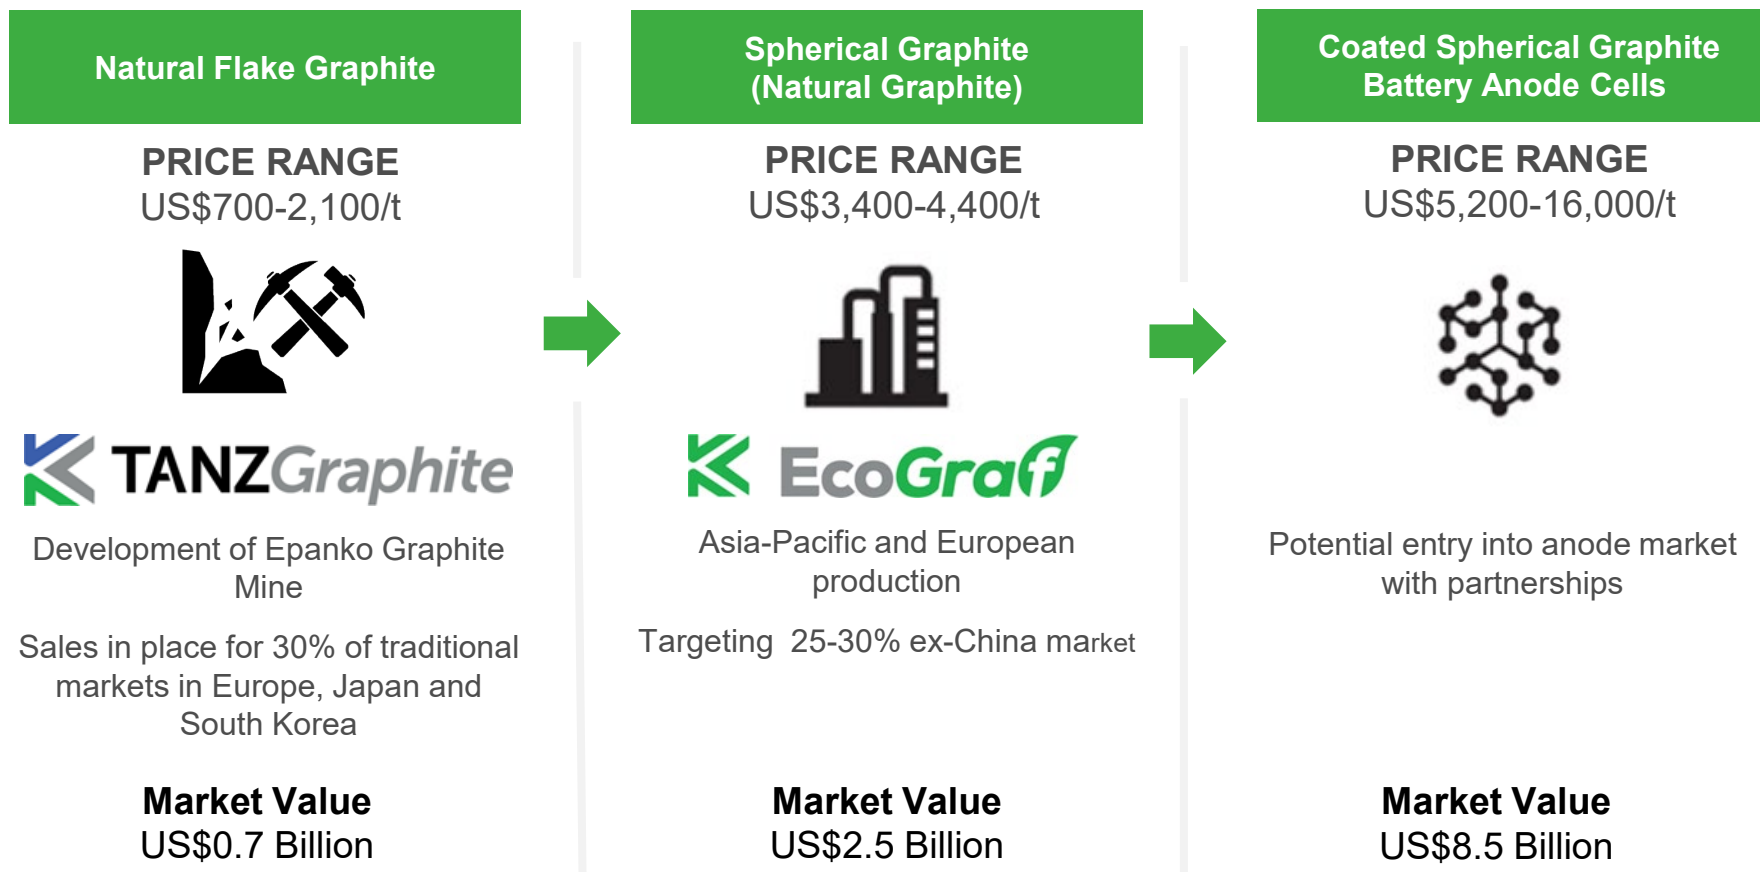 Natural Flake Graphite
PRICE RANGE
US$700-2,100/t
TANZGraphite
Development of Epanko Graphite
Mine
Sales in place for 30% of traditional
markets in Europe, Japan and
South Korea
Market Value
US$0.7 Billion
Spherical Graphite
(Natural Graphite)
PRICE RANGE
US$3,400-4,400/t
EcoGraf
Asia-Pacific and European
production
Targeting  25-30% ex-China market
Market Value
US$2.5 Billion
Coated Spherical Graphite
Battery Anode Cells
PRICE RANGE
US$5,200-16,000/t
Potential entry into anode market
with partnerships
Market Value
US$8.5 Billion